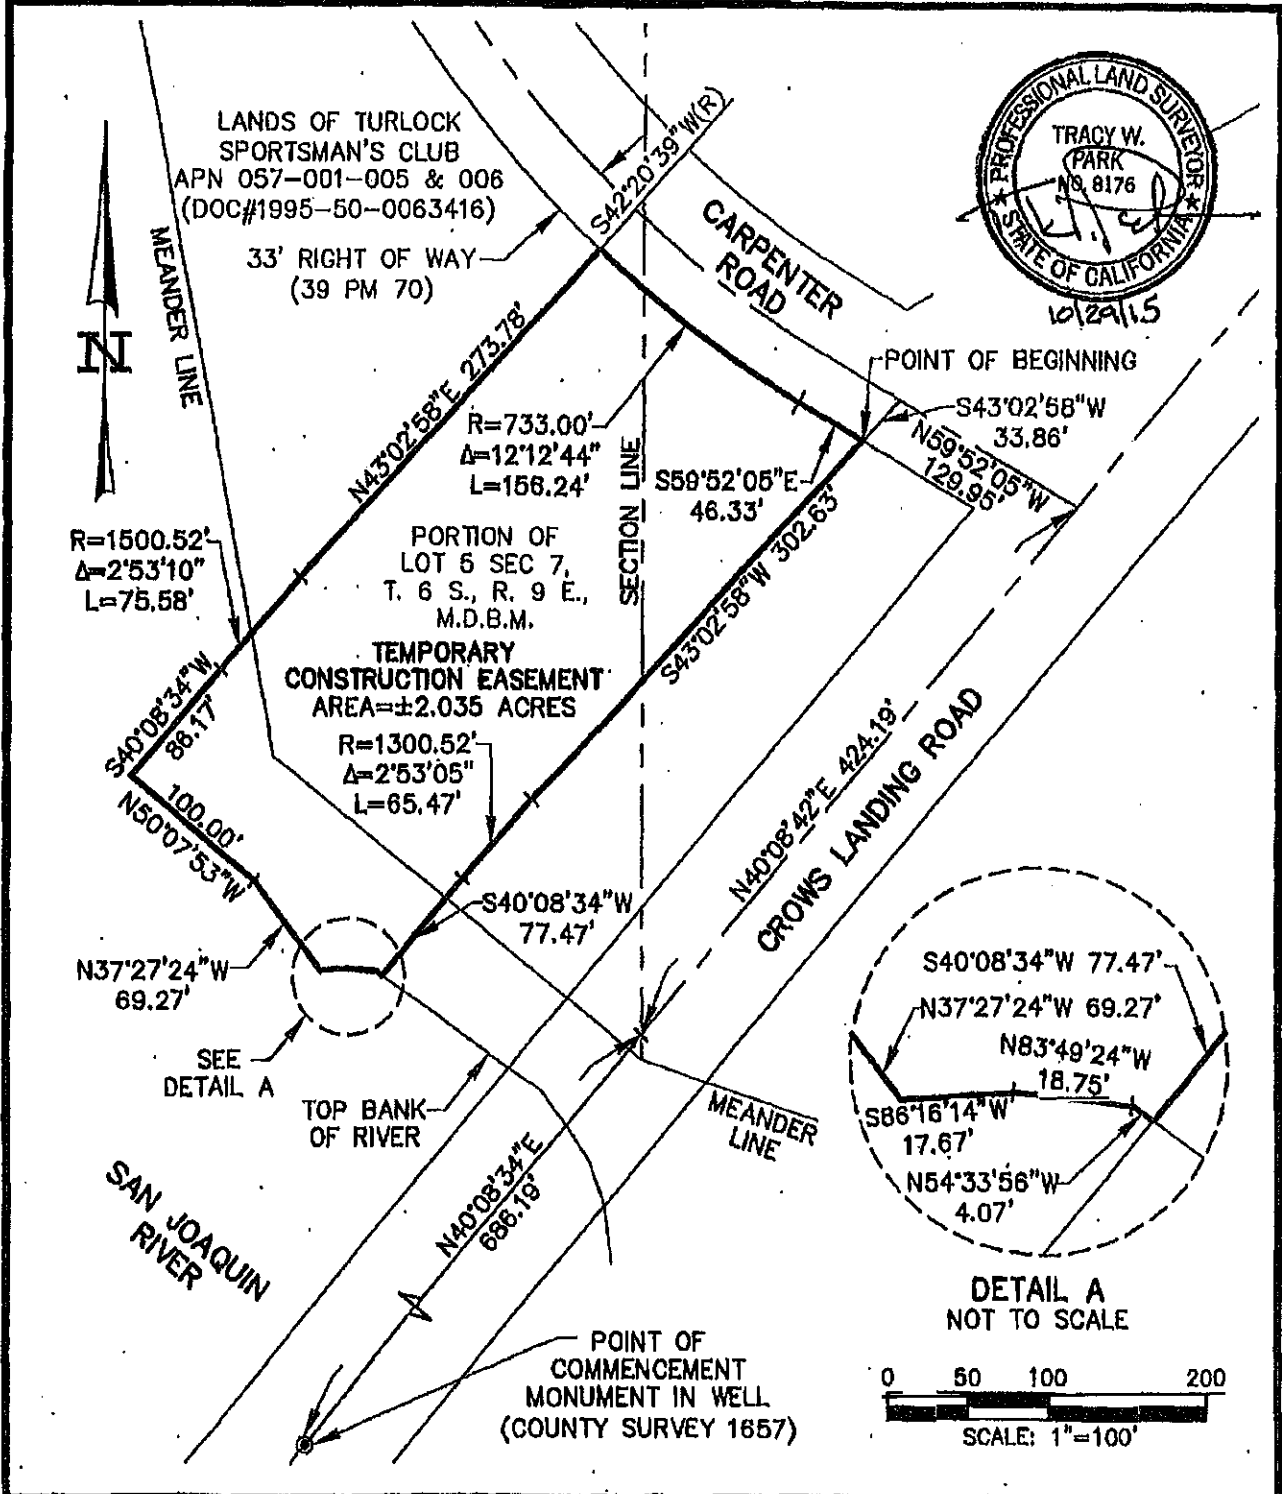 LANDS OF TURLOCK
SPORTSMAN'S CLUB
APN 057-001-005 & 006
(DOC#1995-50-0063416)
33' RIGHT OF WAY
(39 PM 70)
MEANDER LINE
N
S42°20'39"W(R)
CARPENTER
ROAD
PROFESSIONAL LAND SURVEYOR
TRACY W.
PARK
NO. 8176
STATE OF CALIFORNIA
10/29/15
POINT OF BEGINNING
S43°02'58"W
33.86'
N59°52'05"W
129.95'
N43°02'58"E 273.78'
R=733.00'
Δ=12°12'44"
L=156.24'
S59°52'05"E
46.33'
SECTION LINE
R=1500.52'
Δ=2°53'10"
L=75.58'
PORTION OF
LOT 5 SEC 7,
T. 6 S., R. 9 E.,
M.D.B.M.
TEMPORARY
CONSTRUCTION EASEMENT
AREA=±2.035 ACRES
S43°02'58"W 302.63'
S40°08'34"W
86.17'
R=1300.52'
Δ=2°53'05"
L=65.47'
100.00'
N50°07'53"W
S40°08'34"W
77.47'
N40°08'42"E 424.19'
CROWS LANDING ROAD
N37°27'24"W
69.27'
SEE
DETAIL A
TOP BANK
OF RIVER
MEANDER
LINE
S40°08'34"W 77.47'
N37°27'24"W 69.27'
N83°49'24"W
18.75'
S86°16'14"W
17.67'
N54°33'56"W
4.07'
DETAIL A
NOT TO SCALE
SAN JOAQUIN
RIVER
N40°08'34"E
686.19'
POINT OF
COMMENCEMENT
MONUMENT IN WELL
(COUNTY SURVEY 1657)
0 50 100 200
SCALE: 1"=100'